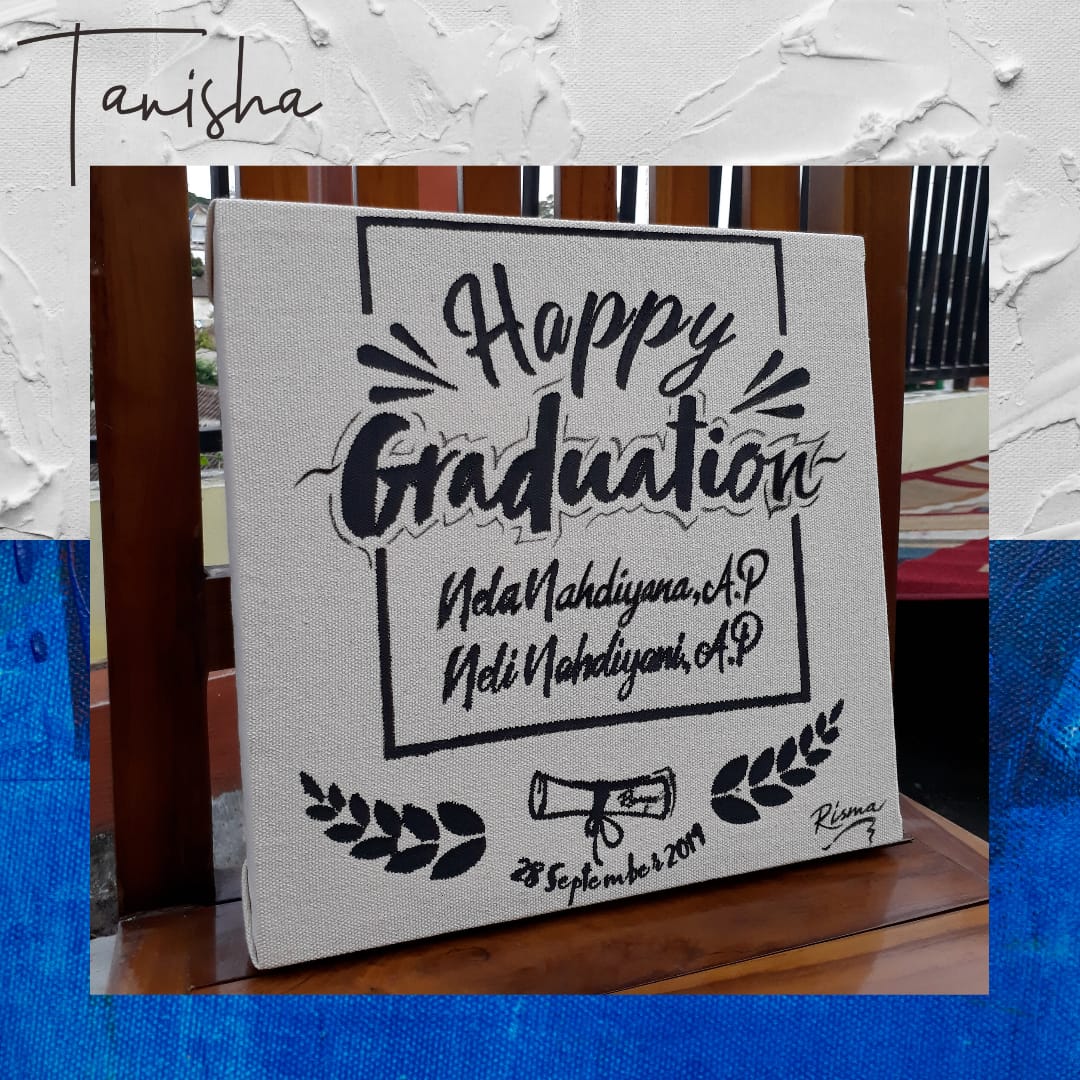 Tanisha
Happy
Graduation
Nela Nahdiyana, A.P
Neli Nahdiyani, A.P
28 September 2019
Risma